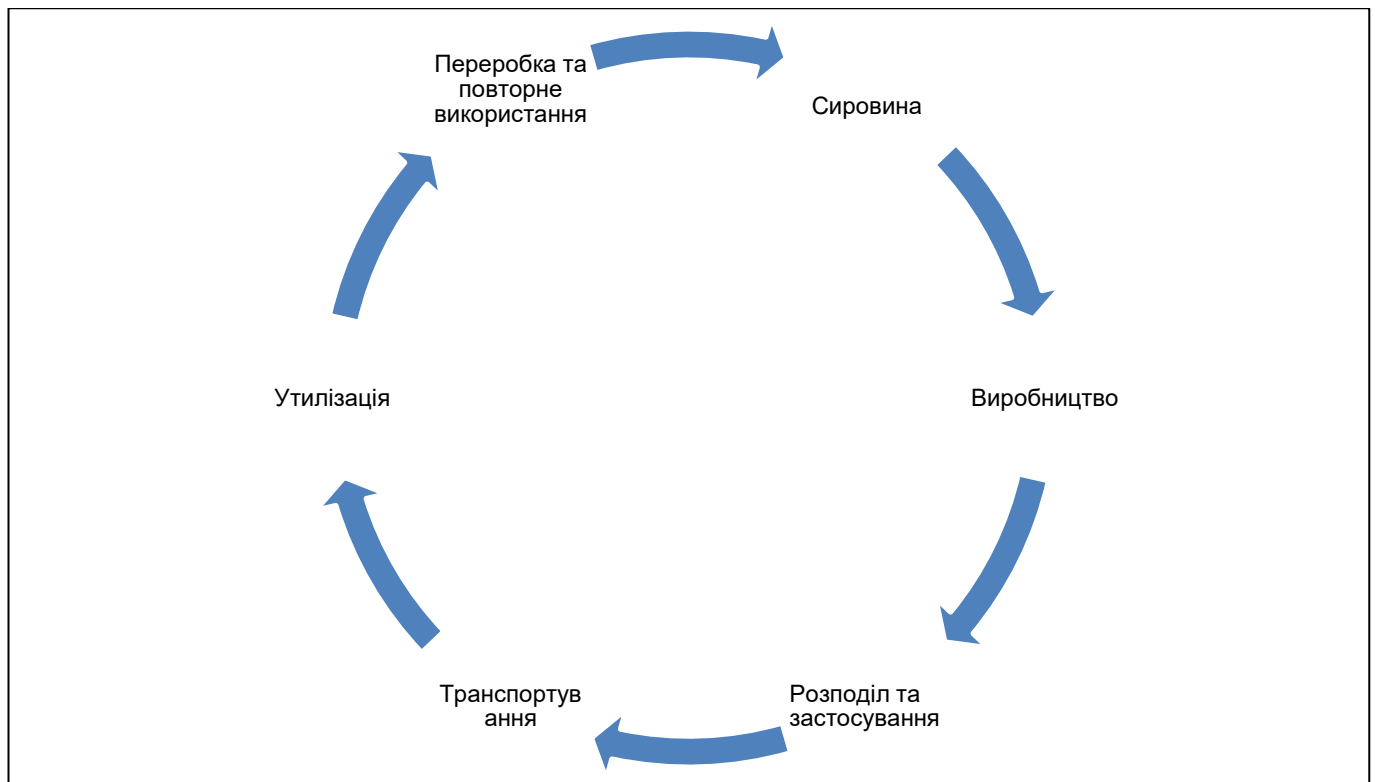 Переробка та
повторне
використання
Сировина
Утилізація
Виробництво
Транспортув
ання
Розподіл та
застосування